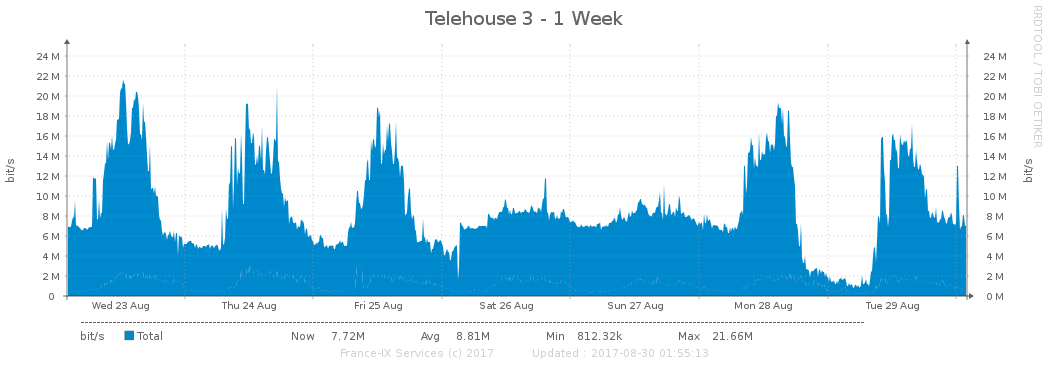 Telehouse 3 - 1 Week
RRDTOOL / TOBI OETIKER
bit/s
24 M 24 M
22 M 22 M
20 M 20 M
18 M 18 M
16 M 16 M
14 M 14 M
12 M 12 M
10 M 10 M
8 M 8 M
6 M 6 M
4 M 4 M
2 M 2 M
0 0 M
bit/s
Wed 23 Aug Thu 24 Aug Fri 25 Aug Sat 26 Aug Sun 27 Aug Mon 28 Aug Tue 29 Aug
bit/s Total Now 7.72M Avg 8.81M Min 812.32k Max 21.66M
France-IX Services (c) 2017 Updated : 2017-08-30 01:55:13